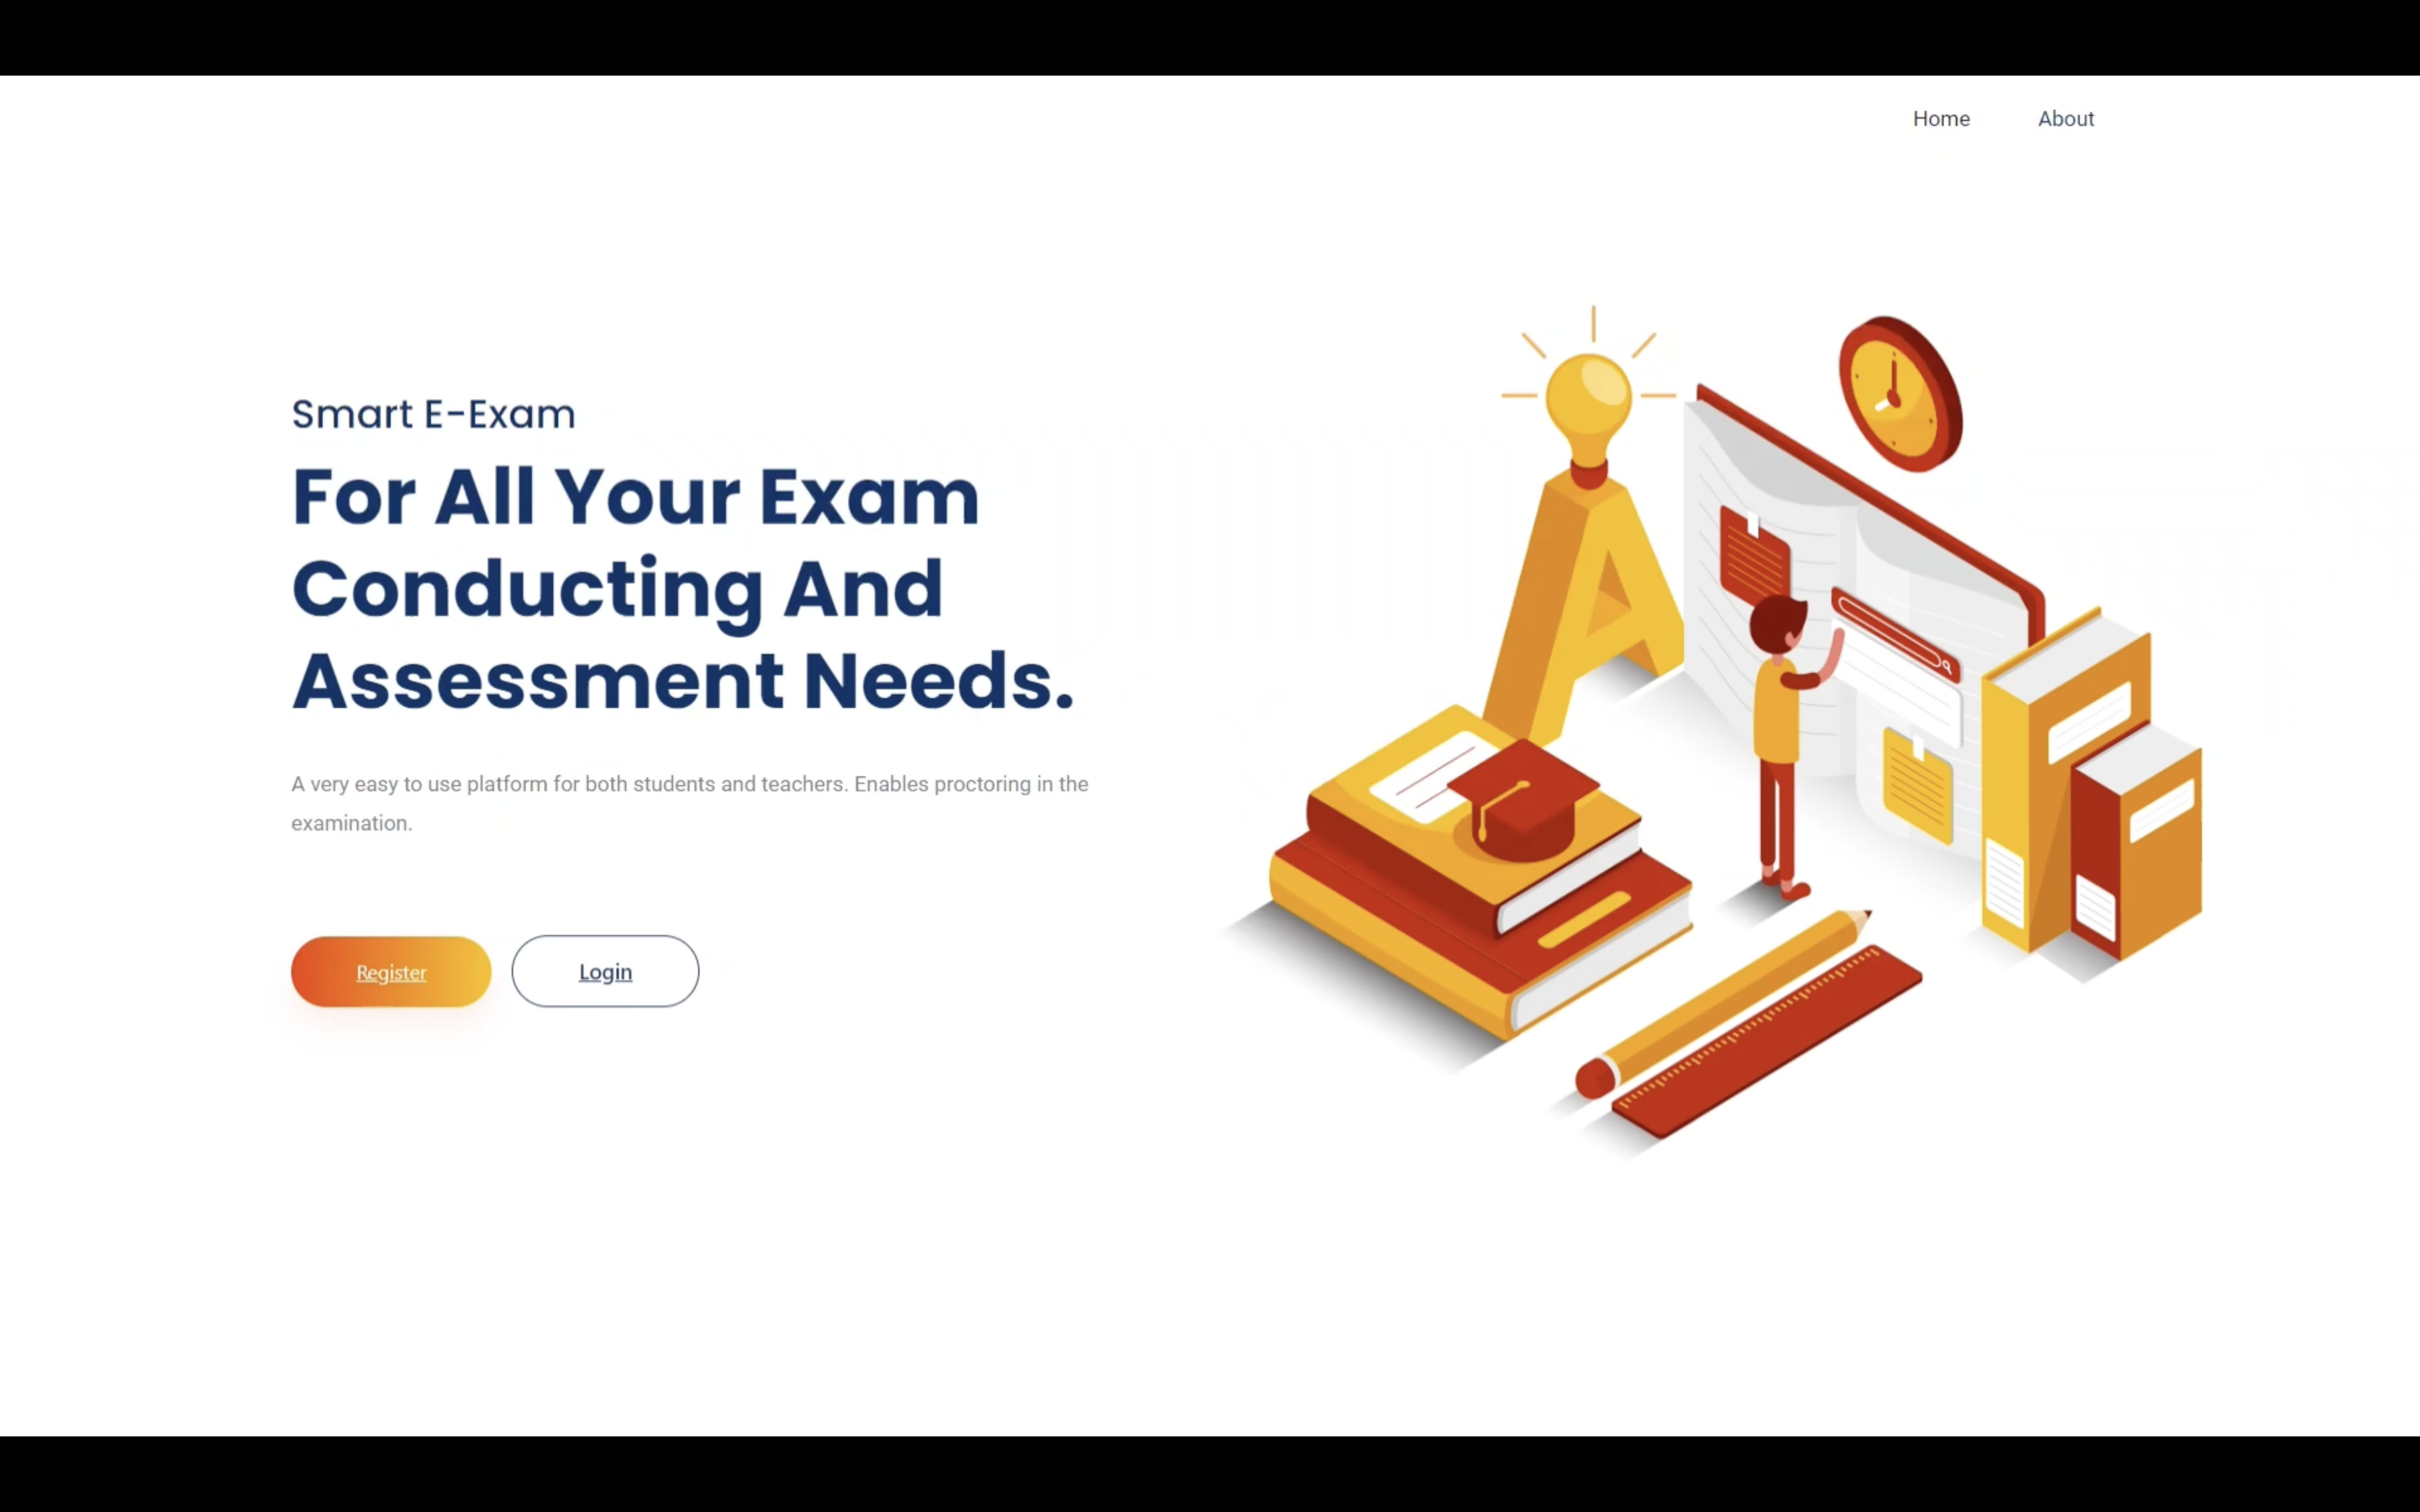 Home About
Smart E-Exam
For All Your Exam
Conducting And
Assessment Needs.
A very easy to use platform for both students and teachers. Enables proctoring in the
examination.
Register Login
A